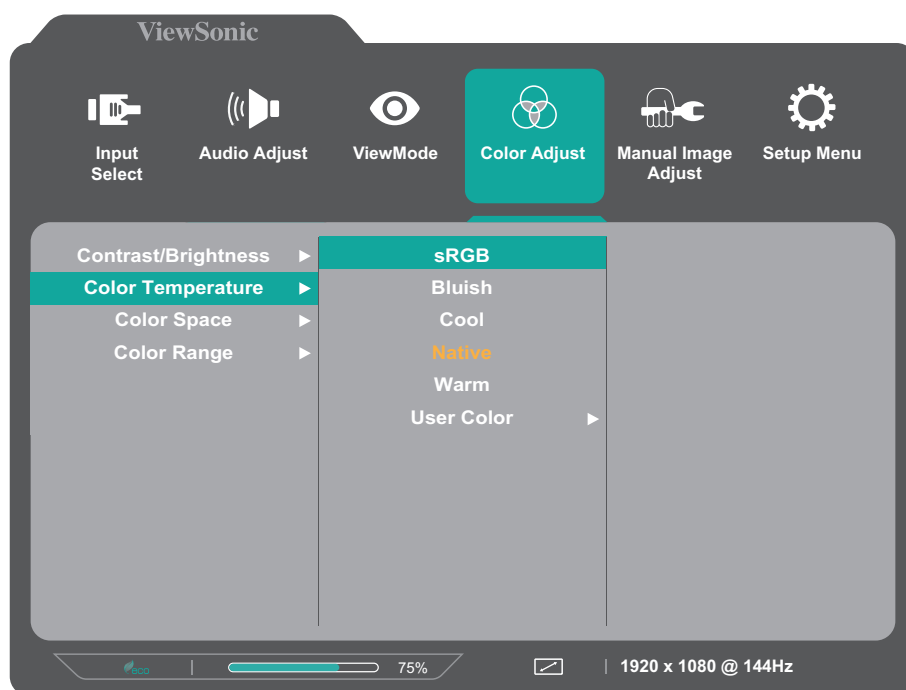 ViewSonic
Input
Select
Audio Adjust
ViewMode
Color Adjust
Manual Image
Adjust
Setup Menu
Contrast/Brightness
Color Temperature
Color Space
Color Range
sRGB
Bluish
Cool
Native
Warm
User Color
eco
75%
1920 x 1080 @ 144Hz